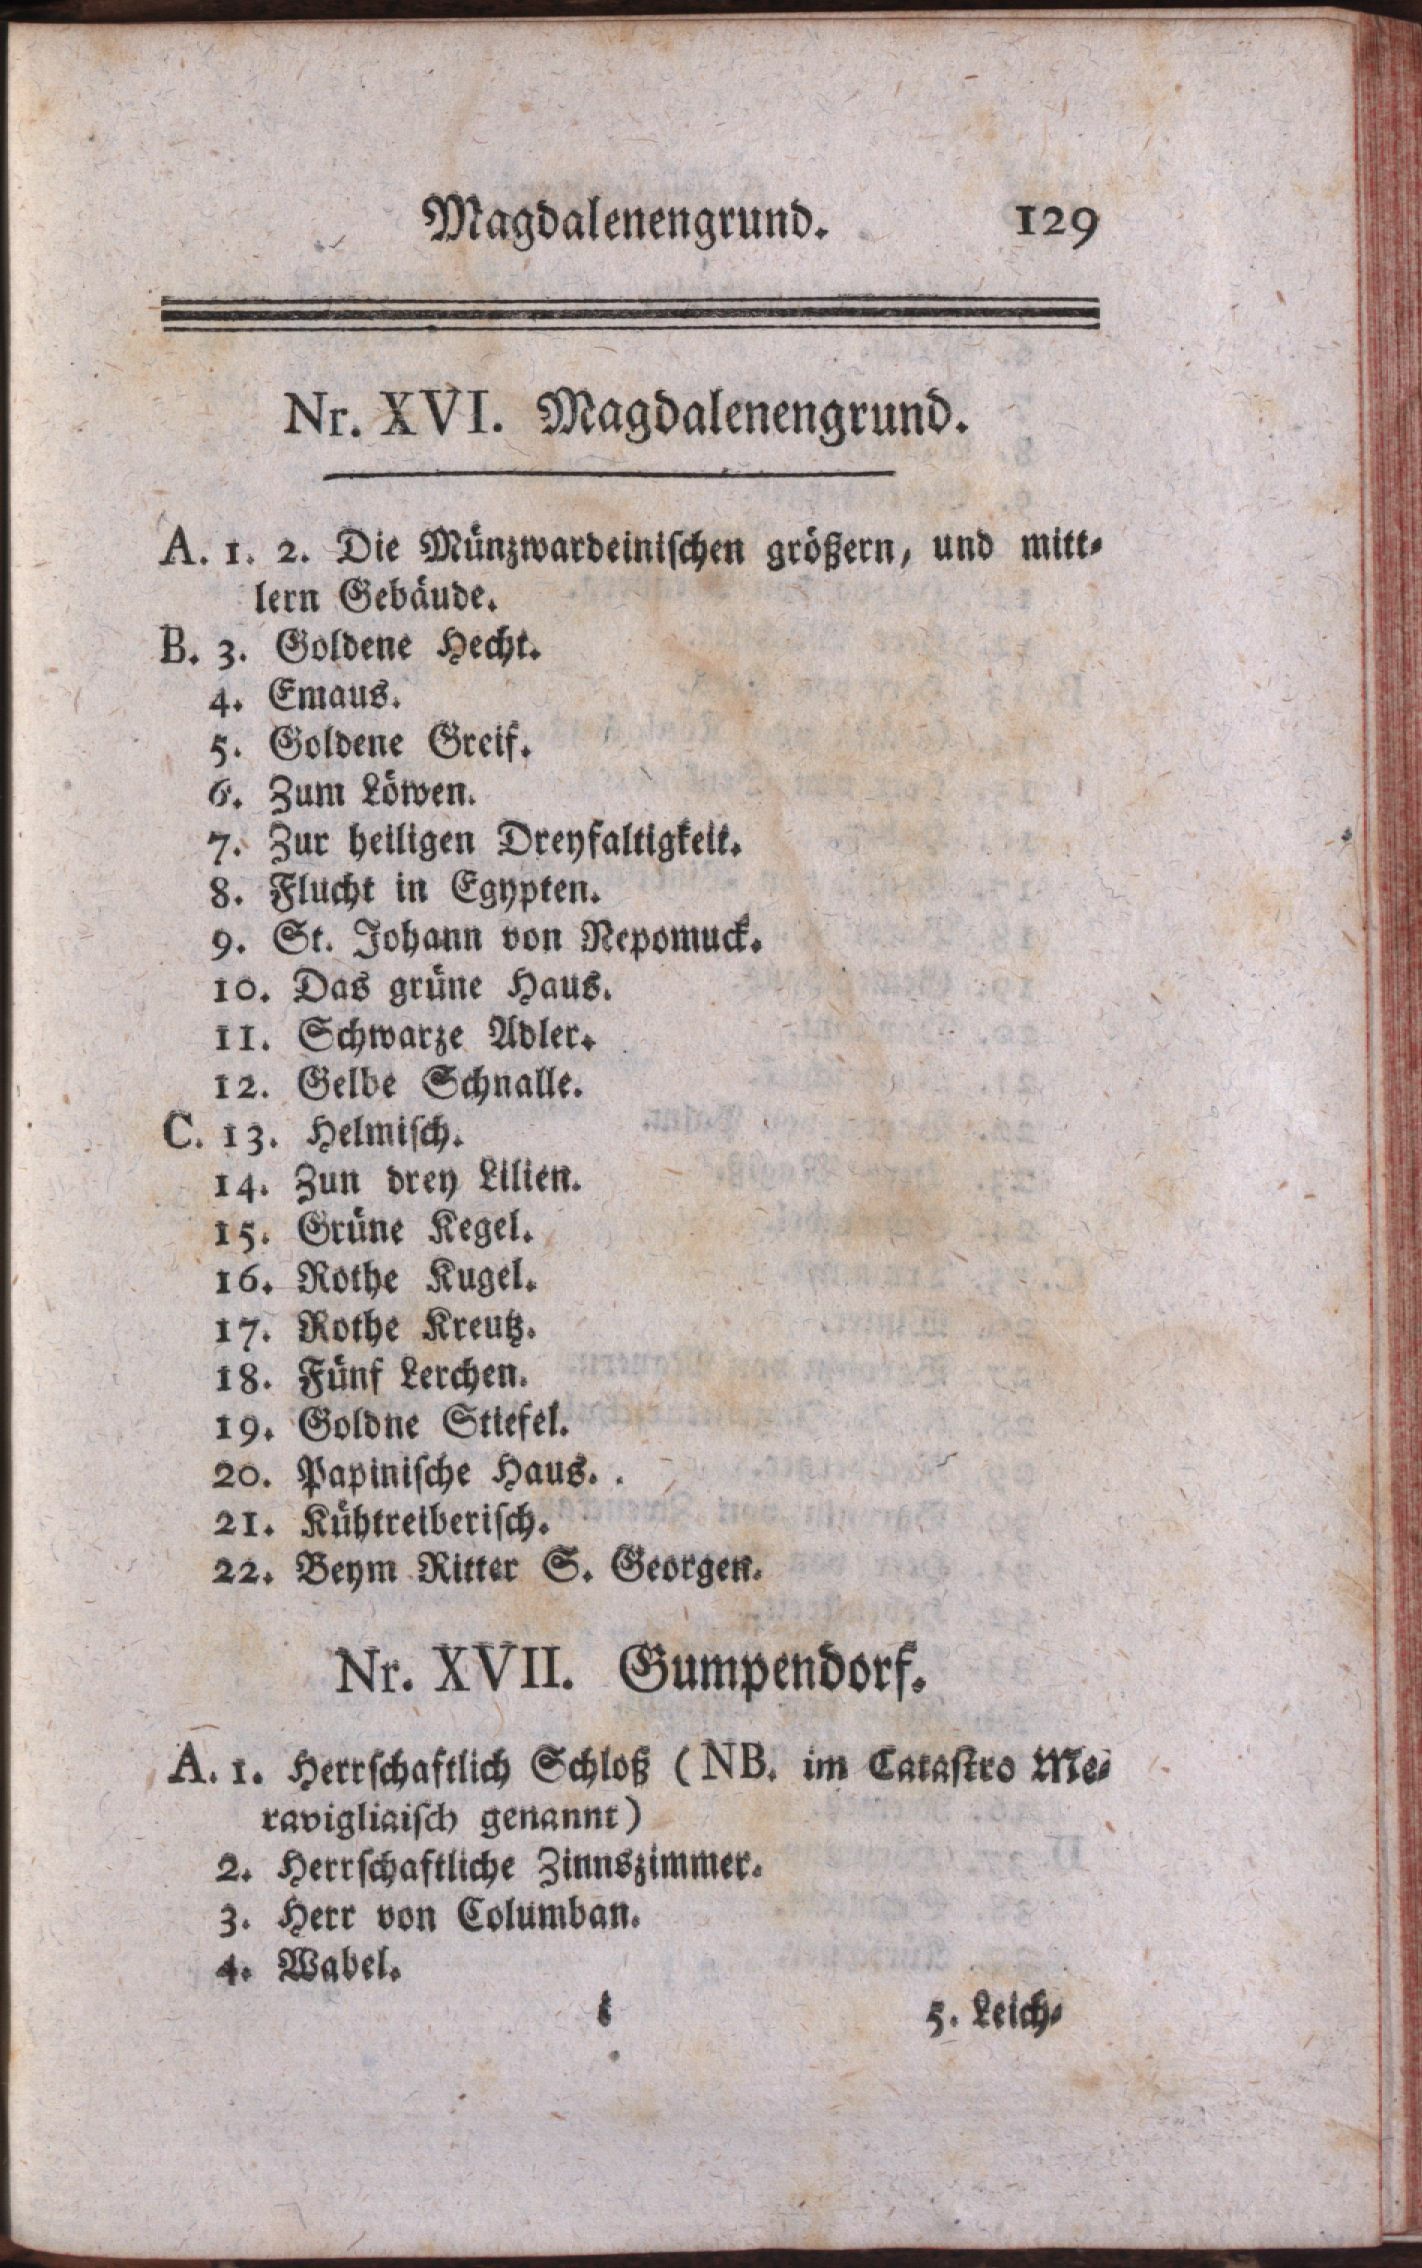 Magdalenengrund. 129
Nr. XVI. Magdalenengrund.
A. 1. 2. Die Münzwardeinischen größern, und mitt-
lern Gebäude.
B. 3. Goldene Hecht.
4. Emaus.
5. Goldene Greif.
6. Zum Löwen.
7. Zur heiligen Dreyfaltigkeit.
8. Flucht in Egypten.
9. St. Johann von Nepomuck.
10. Das grüne Haus.
11. Schwarze Adler.
12. Gelbe Schnalle.
C. 13. Helmisch.
14. Zun drey Lilien.
15. Grüne Kegel.
16. Rothe Kugel.
17. Rothe Kreutz.
18. Fünf Lerchen.
19. Goldne Stiefel.
20. Papinische Haus.
21. Kühtreiberisch.
22. Beym Ritter S. Georgen.
Nr. XVII. Gumpendorf.
A. 1. Herrschaftlich Schloß (NB. im Catastro Me-
ravigliaisch genannt)
2. Herrschaftliche Zinnszimmer.
3. Herr von Columban.
4. Wabel.
5. Leich-